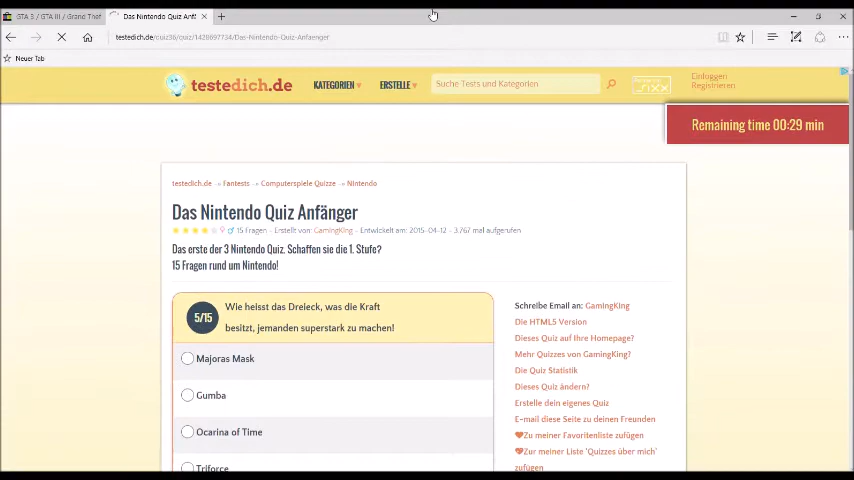 GTA 3 / GTA III / Grand Thef
Das Nintendo Quiz Anfä
testedich.de/quiz36/quiz/1428697734/Das-Nintendo-Quiz-Anfaenger
Neuer Tab
testedich.de
KATEGORIEN
ERSTELLE
Suche Tests und Kategorien
sixx
Einloggen
Registrieren
Remaining time 00:29 min
testedich.de -> Fantests -> Computerspiele Quizze -> Nintendo
Das Nintendo Quiz Anfänger
15 Fragen - Erstellt von: GamingKing - Entwickelt am: 2015-04-12 - 3.767 mal aufgerufen
Das erste der 3 Nintendo Quiz. Schaffen sie die 1. Stufe?
15 Fragen rund um Nintendo!
5/15
Wie heisst das Dreieck, was die Kraft
besitzt, jemanden superstark zu machen!
Majoras Mask
Gumba
Ocarina of Time
Triforce
Schreibe Email an: GamingKing
Die HTML5 Version
Dieses Quiz auf Ihre Homepage?
Mehr Quizzes von GamingKing?
Die Quiz Statistik
Dieses Quiz ändern?
Erstelle dein eigenes Quiz
E-mail diese Seite zu deinen Freunden
Zu meiner Favoritenliste zufügen
Zur meiner Liste 'Quizzes über mich'
zufügen